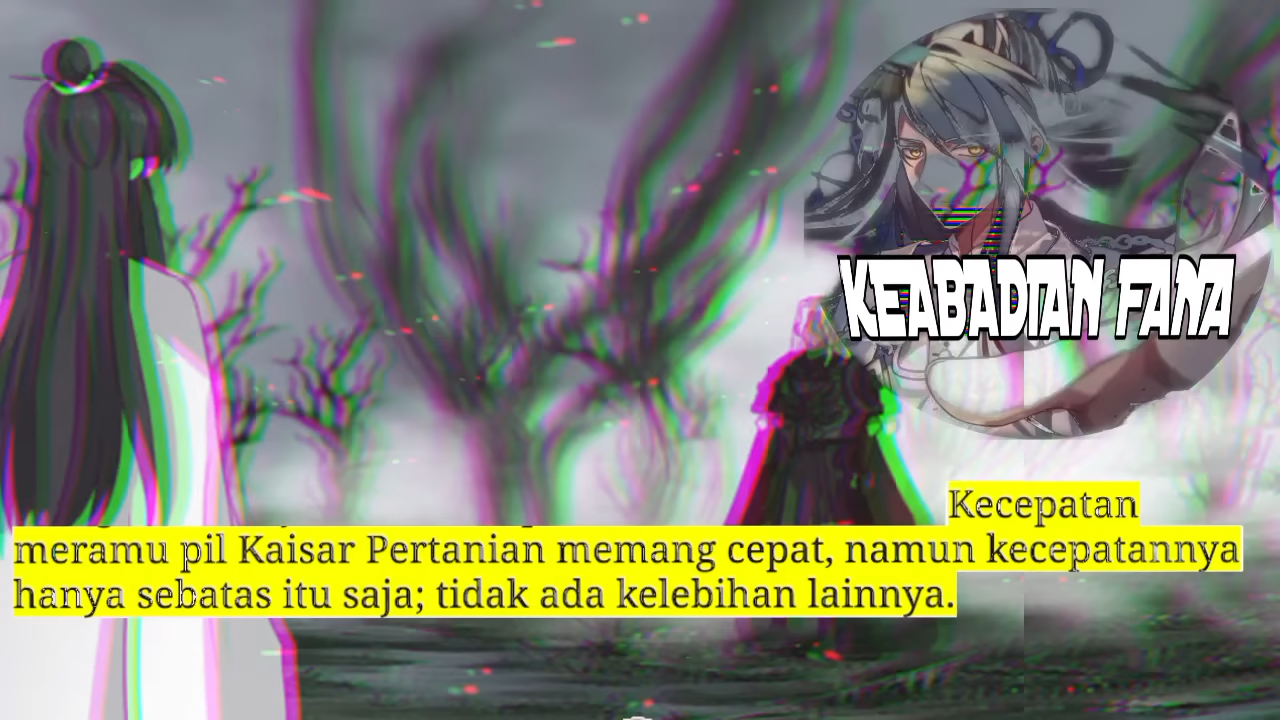 KEABADIAN FANA
Kecepatan
meramu pil Kaisar Pertanian memang cepat, namun kecepatannya
hanya sebatas itu saja; tidak ada kelebihan lainnya.